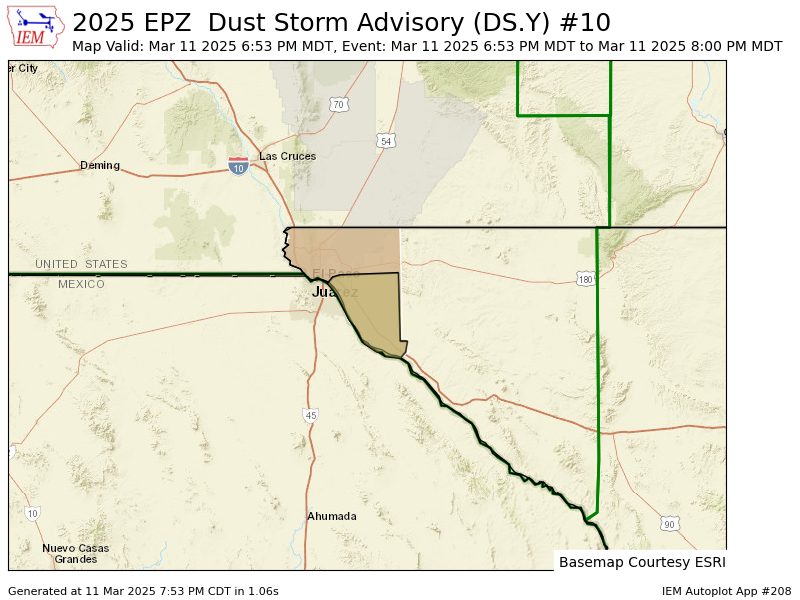 IEM
2025 EPZ  Dust Storm Advisory (DS.Y) #10
Map Valid: Mar 11 2025 6:53 PM MDT, Event: Mar 11 2025 6:53 PM MDT to Mar 11 2025 8:00 PM MDT
er City
70
54
Las Cruces
Deming
10
UNITED STATES
El Paso
180
MEXICO
Juárez
45
10
Ahumada
90
Nuevo Casas
Grandes
Basemap Courtesy ESRI
Generated at 11 Mar 2025 7:53 PM CDT in 1.06s
IEM Autoplot App #208